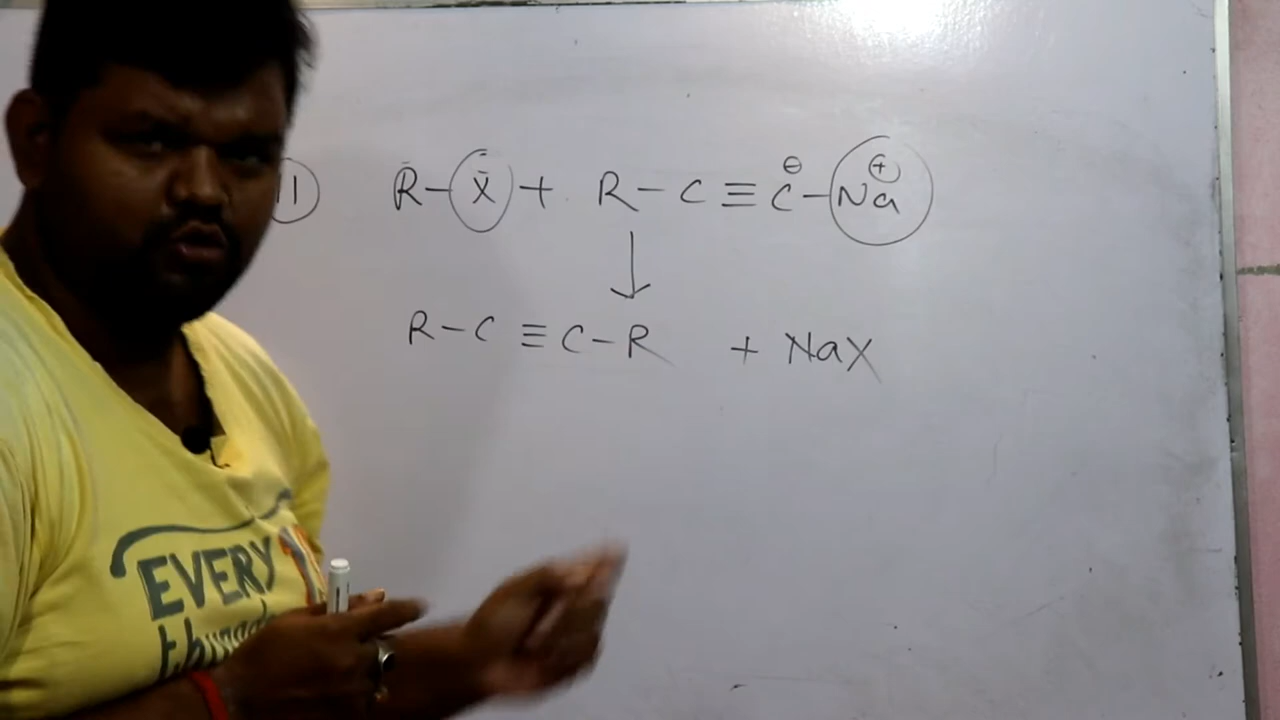 ① R-X̄ + R-C≡C⊖-Na⊕
↓
R-C≡C-R + NaX
EVERY